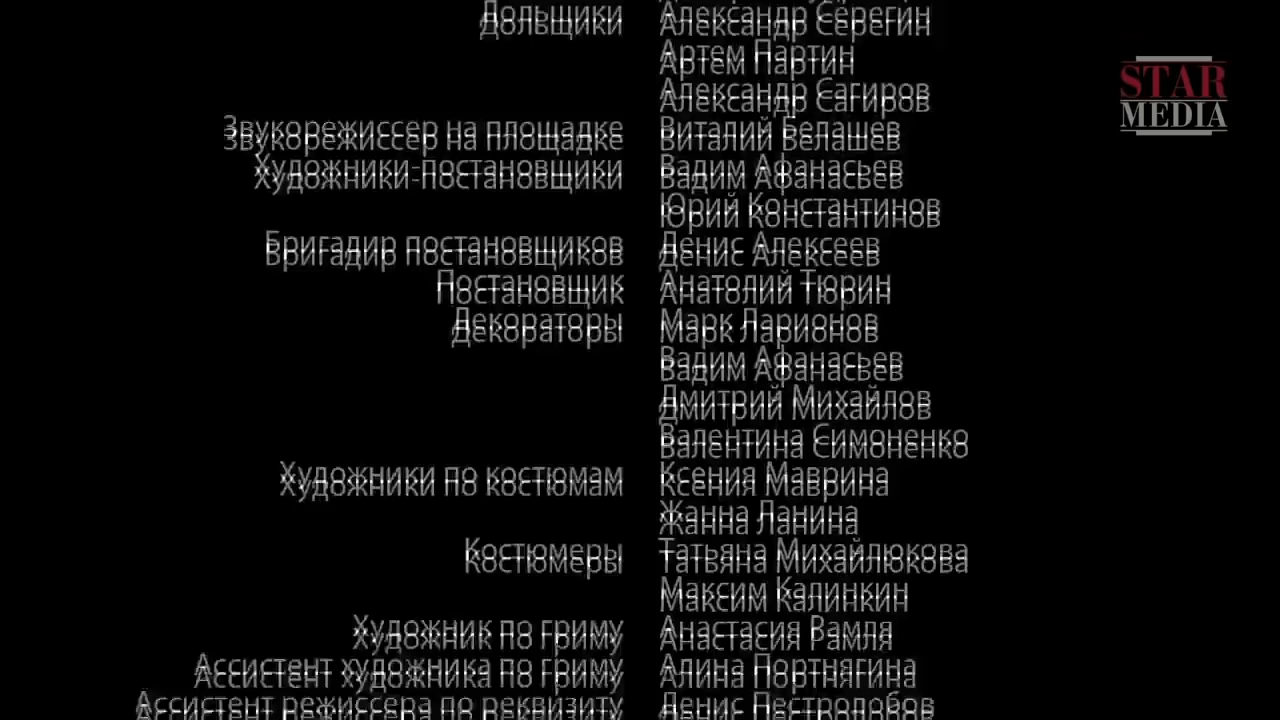 Дольщики Александр Серегин
Артем Партин
Александр Сагиров
Звукорежиссер на площадке Виталий Белашев
Художники-постановщики Вадим Афанасьев
Юрий Константинов
Бригадир постановщиков Денис Алексеев
Постановщик Анатолий Тюрин
Декораторы Марк Ларионов
Вадим Афанасьев
Дмитрий Михайлов
Валентина Симоненко
Художники по костюмам Ксения Маврина
Жанна Ланина
Костюмеры Татьяна Михайлюкова
Максим Калинкин
Художник по гриму Анастасия Рамля
Ассистент художника по гриму Алина Портнягина
Ассистент режиссера по реквизиту Денис Пестролобов
STAR
MEDIA